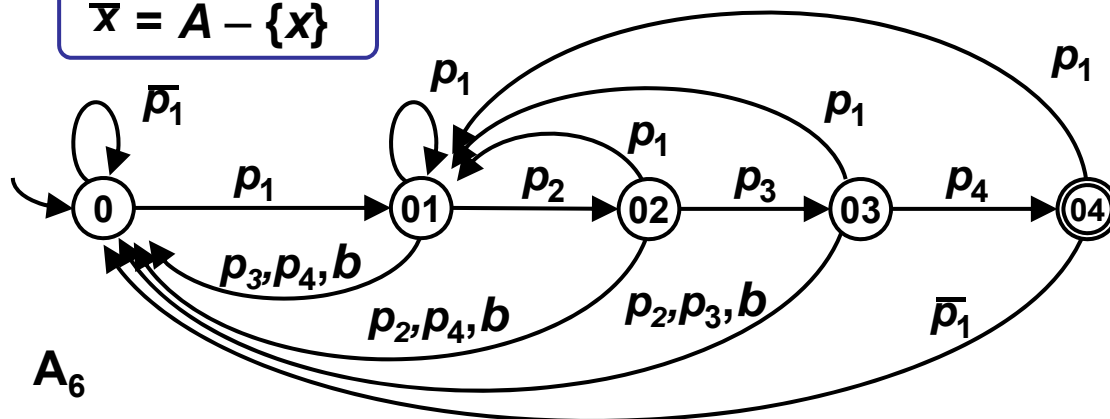 x̅ = A – {x}
p₁
p₁
p̅₁
p₁
p₁
p₁
p₂
p₃
p₄
0
01
02
03
04
p₃,p₄,b
p₂,p₄,b
p₂,p₃,b
p̅₁
A₆